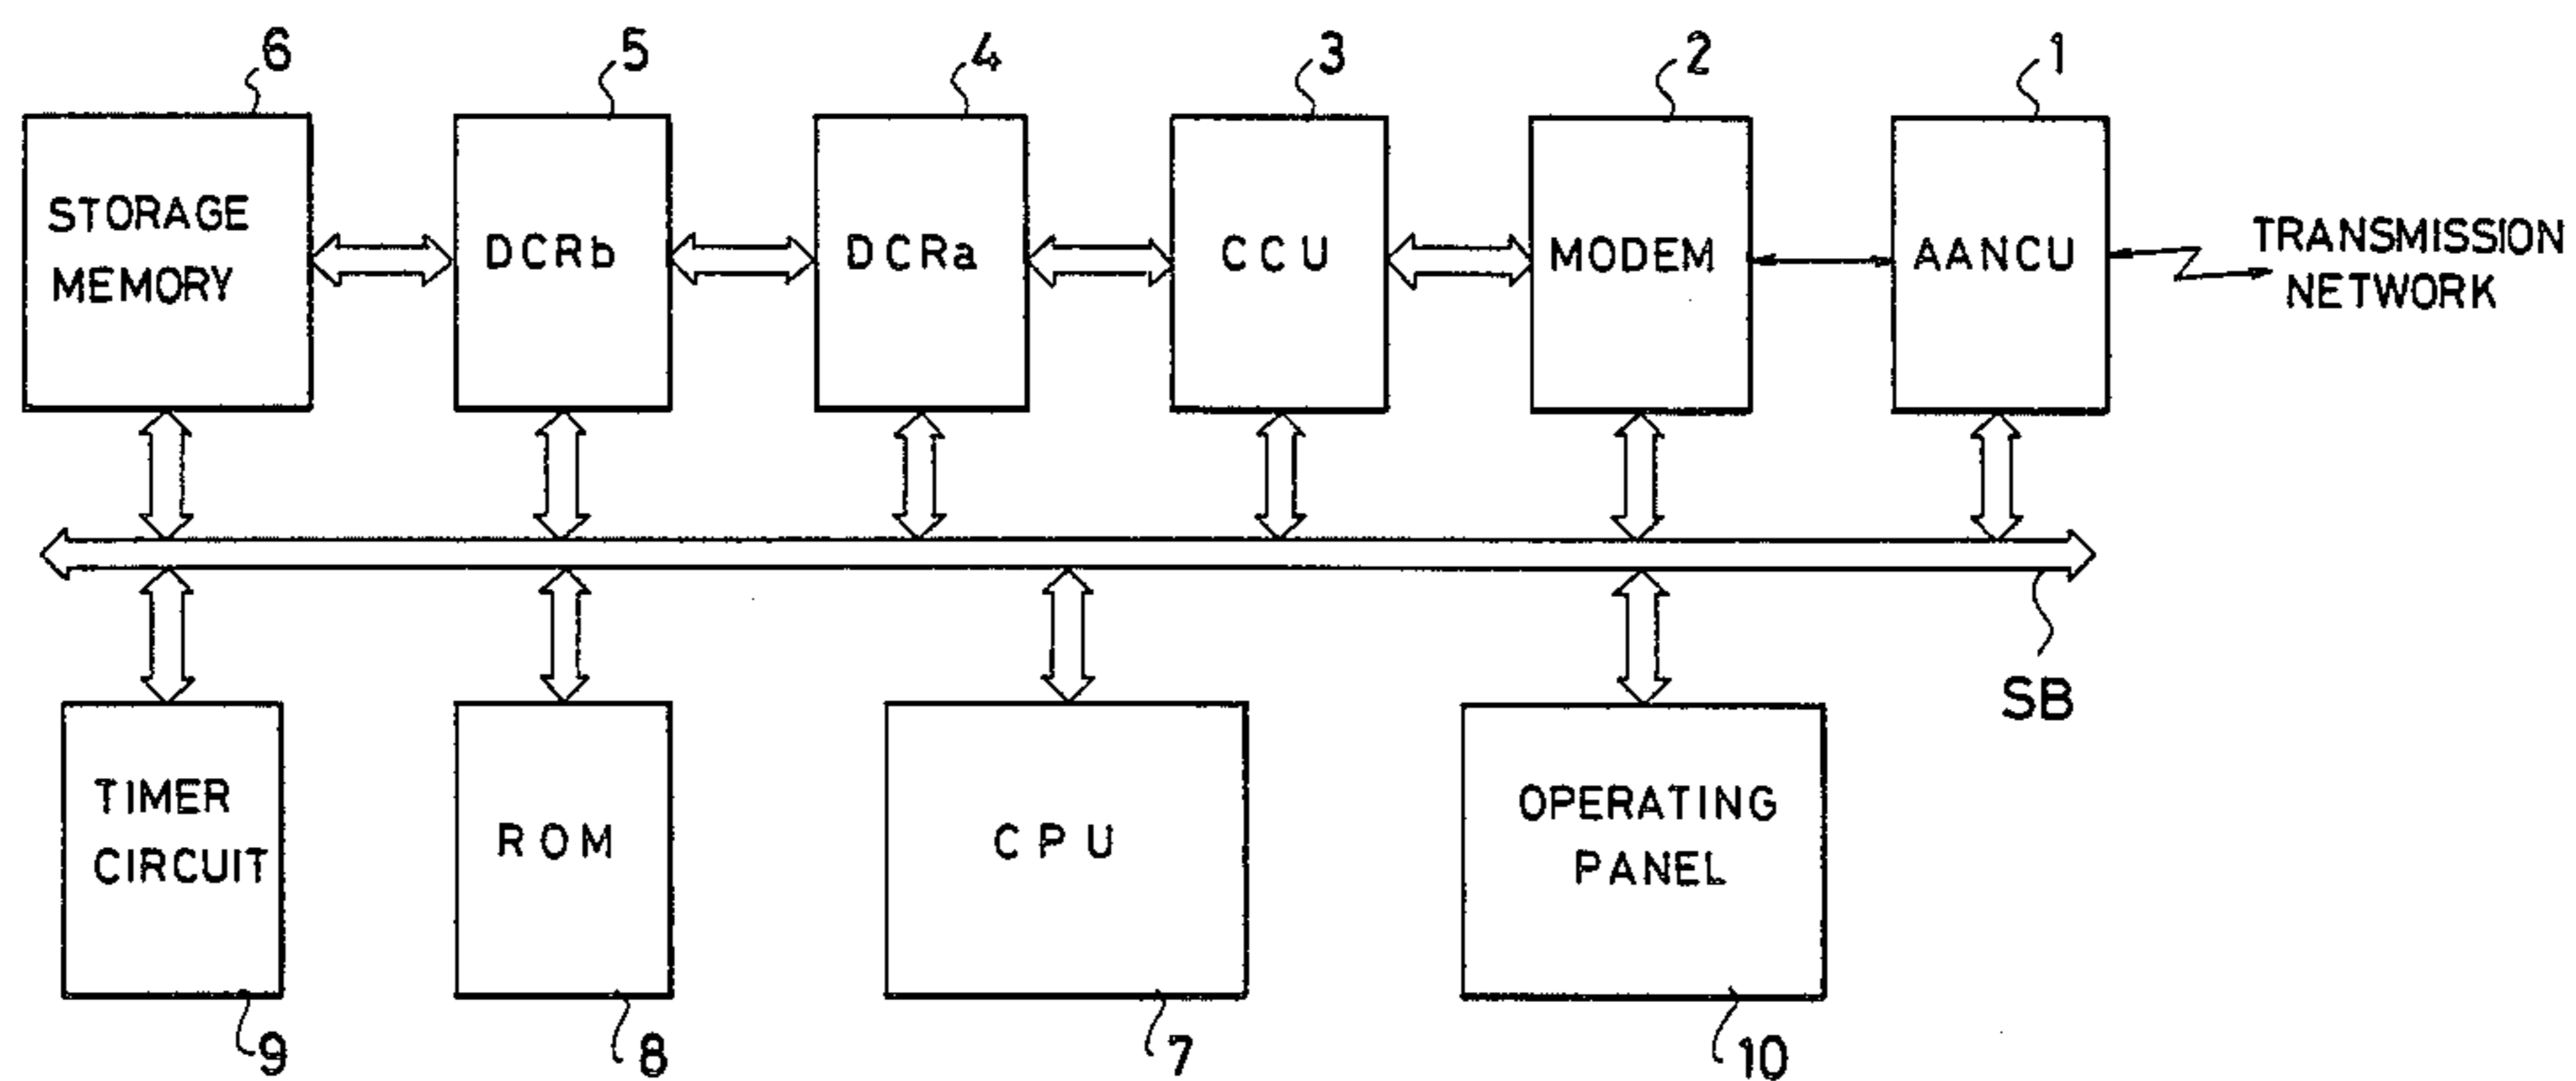 6
5
4
3
2
1
STORAGE
MEMORY
DCRb
DCRa
CCU
MODEM
AANCU
TRANSMISSION
NETWORK
SB
TIMER
CIRCUIT
ROM
CPU
OPERATING
PANEL
9
8
7
10